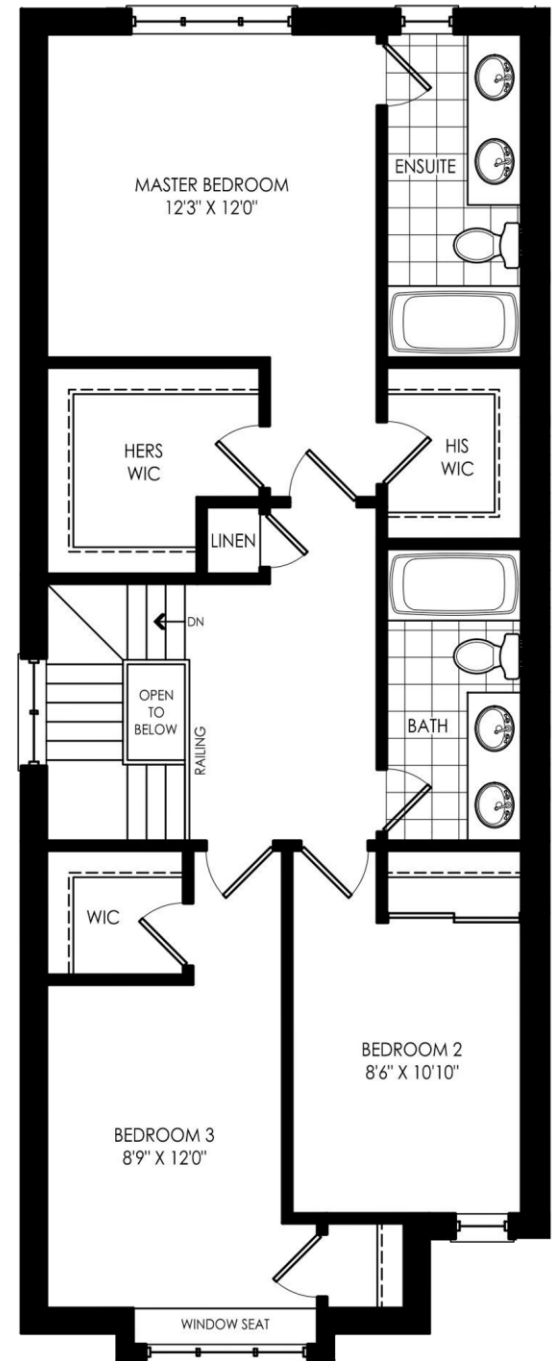 MASTER BEDROOM
12'3" X 12'0"
ENSUITE
HERS
WIC
HIS
WIC
LINEN
DN
OPEN
TO
BELOW
RAILING
BATH
WIC
BEDROOM 2
8'6" X 10'10"
BEDROOM 3
8'9" X 12'0"
WINDOW SEAT